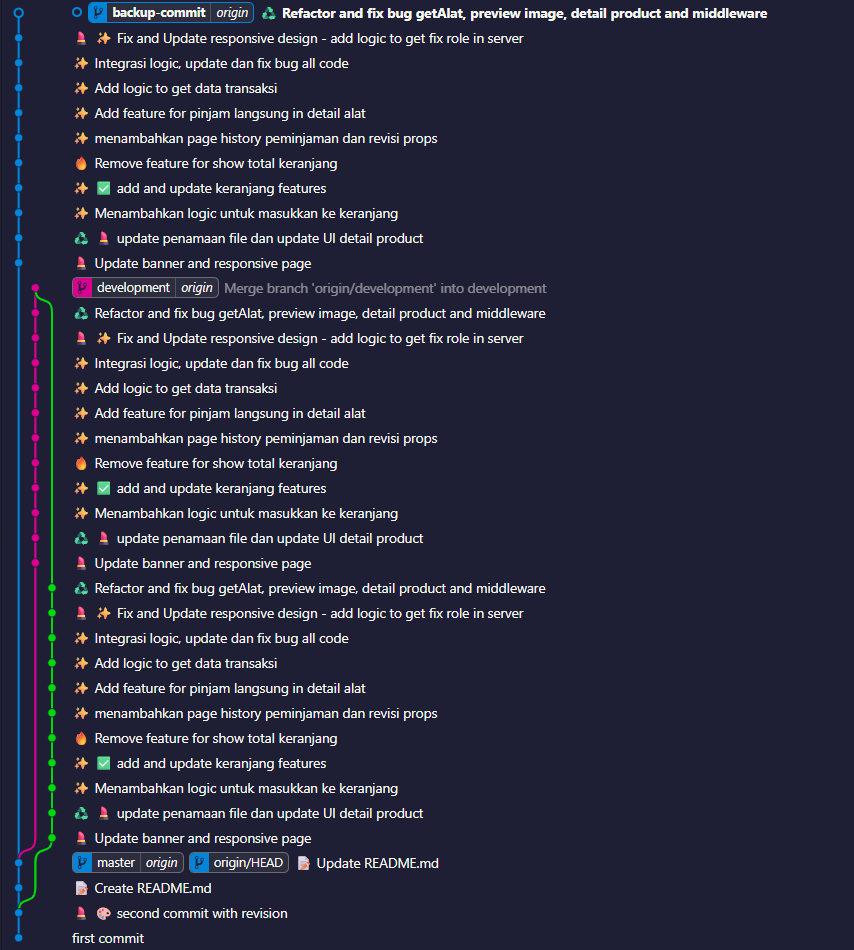 backup-commit origin Refactor and fix bug getAlat, preview image, detail product and middleware
Fix and Update responsive design - add logic to get fix role in server
Integrasi logic, update dan fix bug all code
Add logic to get data transaksi
Add feature for pinjam langsung in detail alat
menambahkan page history peminjaman dan revisi props
Remove feature for show total keranjang
add and update keranjang features
Menambahkan logic untuk masukkan ke keranjang
update penamaan file dan update UI detail product
Update banner and responsive page
development origin Merge branch 'origin/development' into development
Refactor and fix bug getAlat, preview image, detail product and middleware
Fix and Update responsive design - add logic to get fix role in server
Integrasi logic, update dan fix bug all code
Add logic to get data transaksi
Add feature for pinjam langsung in detail alat
menambahkan page history peminjaman dan revisi props
Remove feature for show total keranjang
add and update keranjang features
Menambahkan logic untuk masukkan ke keranjang
update penamaan file dan update UI detail product
Update banner and responsive page
Refactor and fix bug getAlat, preview image, detail product and middleware
Fix and Update responsive design - add logic to get fix role in server
Integrasi logic, update dan fix bug all code
Add logic to get data transaksi
Add feature for pinjam langsung in detail alat
menambahkan page history peminjaman dan revisi props
Remove feature for show total keranjang
add and update keranjang features
Menambahkan logic untuk masukkan ke keranjang
update penamaan file dan update UI detail product
Update banner and responsive page
master origin origin/HEAD Update README.md
Create README.md
second commit with revision
first commit